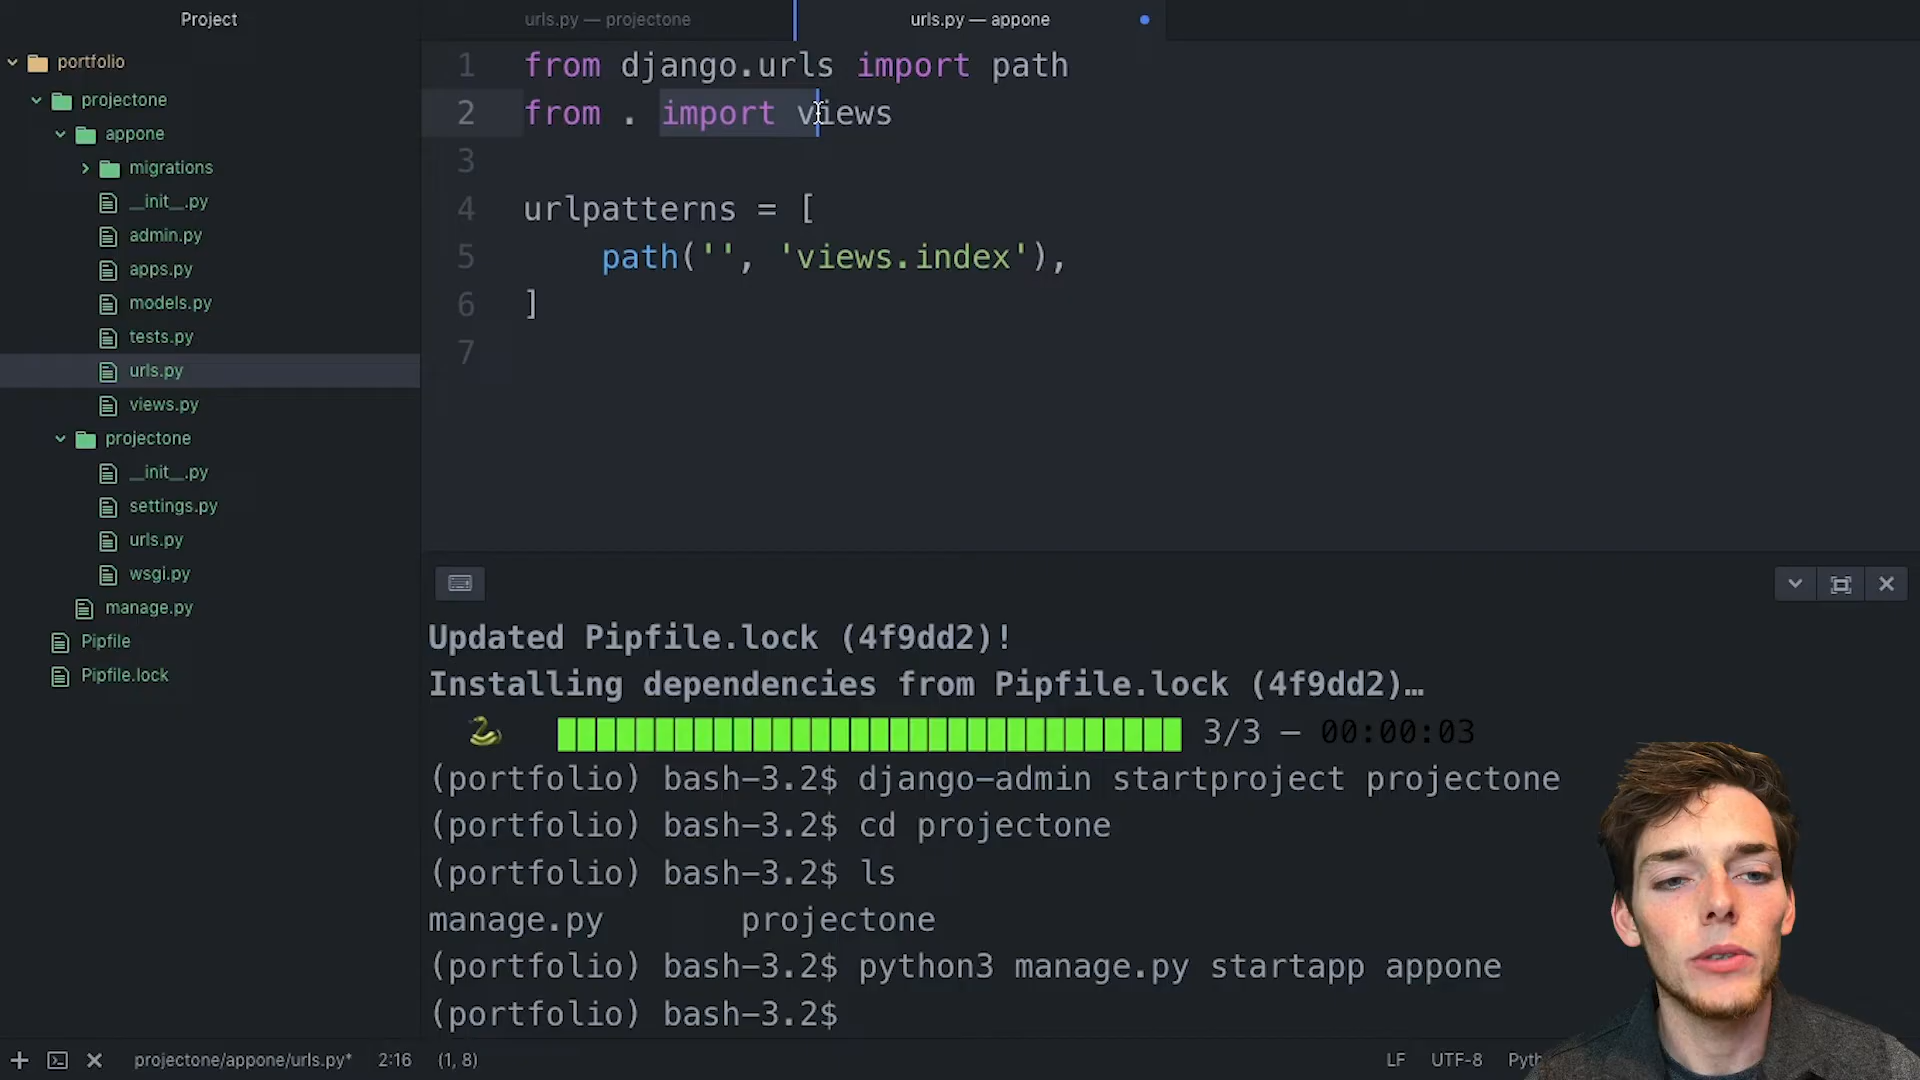 Project
portfolio
projectone
appone
migrations
__init__.py
admin.py
apps.py
models.py
tests.py
urls.py
views.py
projectone
__init__.py
settings.py
urls.py
wsgi.py
manage.py
Pipfile
Pipfile.lock
urls.py — projectone
urls.py — appone
1 from django.urls import path
2 from . import views
3
4 urlpatterns = [
5 path('', 'views.index'),
6 ]
7
Updated Pipfile.lock (4f9dd2)!
Installing dependencies from Pipfile.lock (4f9dd2)…
3/3 — 00:00:03
(portfolio) bash-3.2$ django-admin startproject projectone
(portfolio) bash-3.2$ cd projectone
(portfolio) bash-3.2$ ls
manage.py projectone
(portfolio) bash-3.2$ python3 manage.py startapp appone
(portfolio) bash-3.2$
projectone/appone/urls.py* 2:16 (1, 8)
LF UTF-8